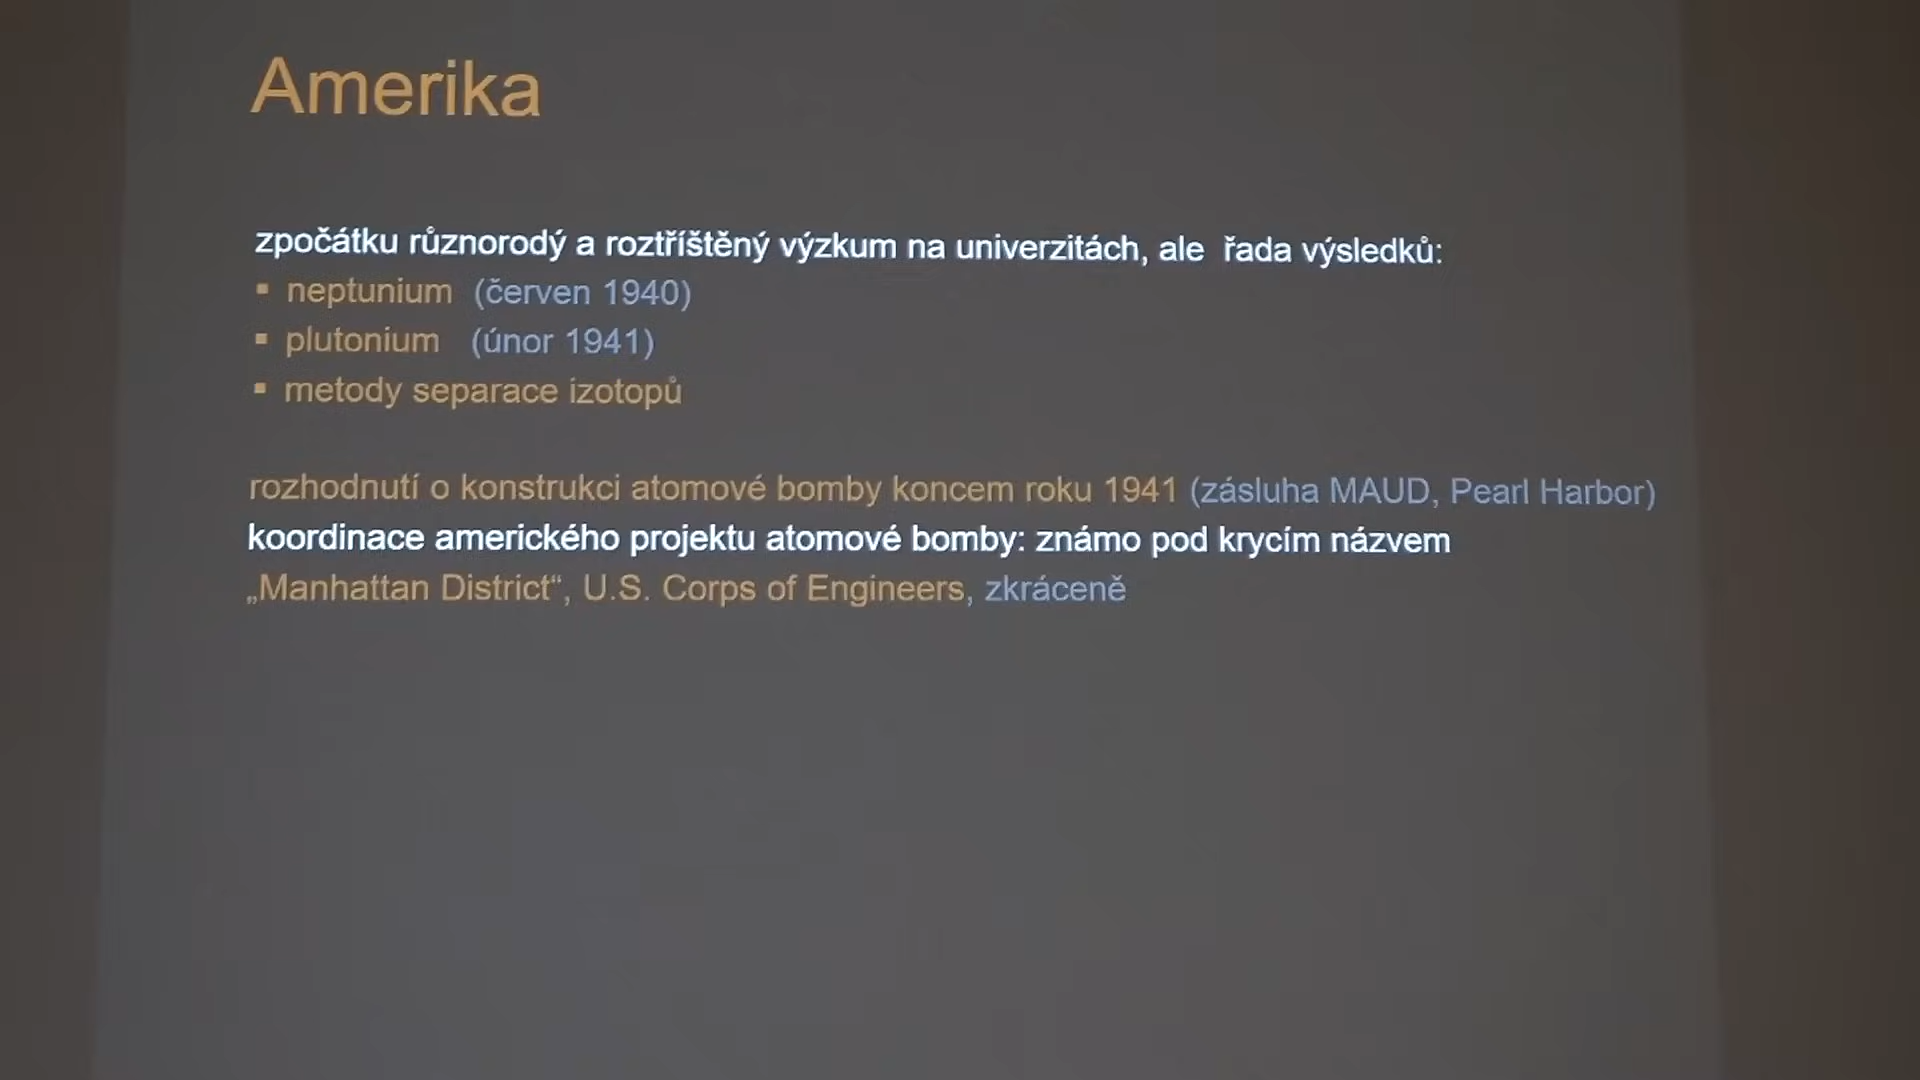 Amerika
zpočátku různorodý a roztříštěný výzkum na univerzitách, ale řada výsledků:
▪ neptunium (červen 1940)
▪ plutonium (únor 1941)
▪ metody separace izotopů
rozhodnutí o konstrukci atomové bomby koncem roku 1941 (zásluha MAUD, Pearl Harbor)
koordinace amerického projektu atomové bomby: známo pod krycím názvem
„Manhattan District“, U.S. Corps of Engineers, zkráceně